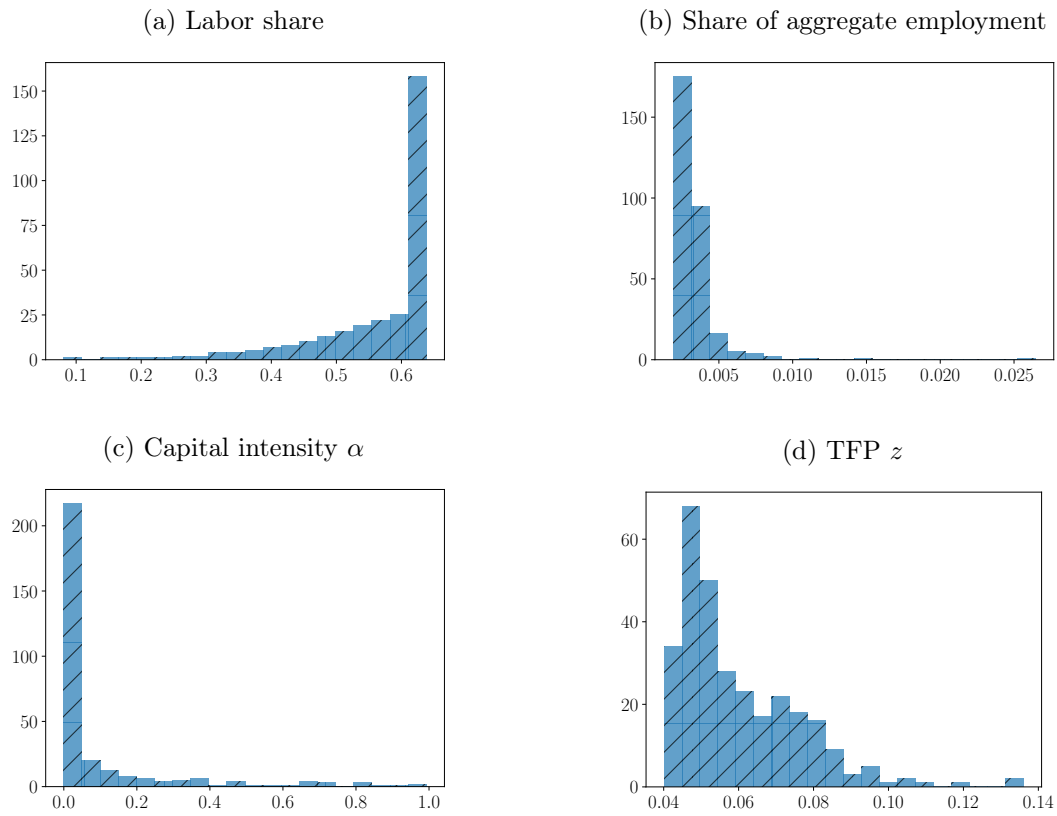 (a) Labor share
(b) Share of aggregate employment
150
125
100
75
50
25
0
0.1 0.2 0.3 0.4 0.5 0.6
150
100
50
0
0.005 0.010 0.015 0.020 0.025
(c) Capital intensity α
(d) TFP z
200
150
100
50
0
0.0 0.2 0.4 0.6 0.8 1.0
60
40
20
0
0.04 0.06 0.08 0.10 0.12 0.14